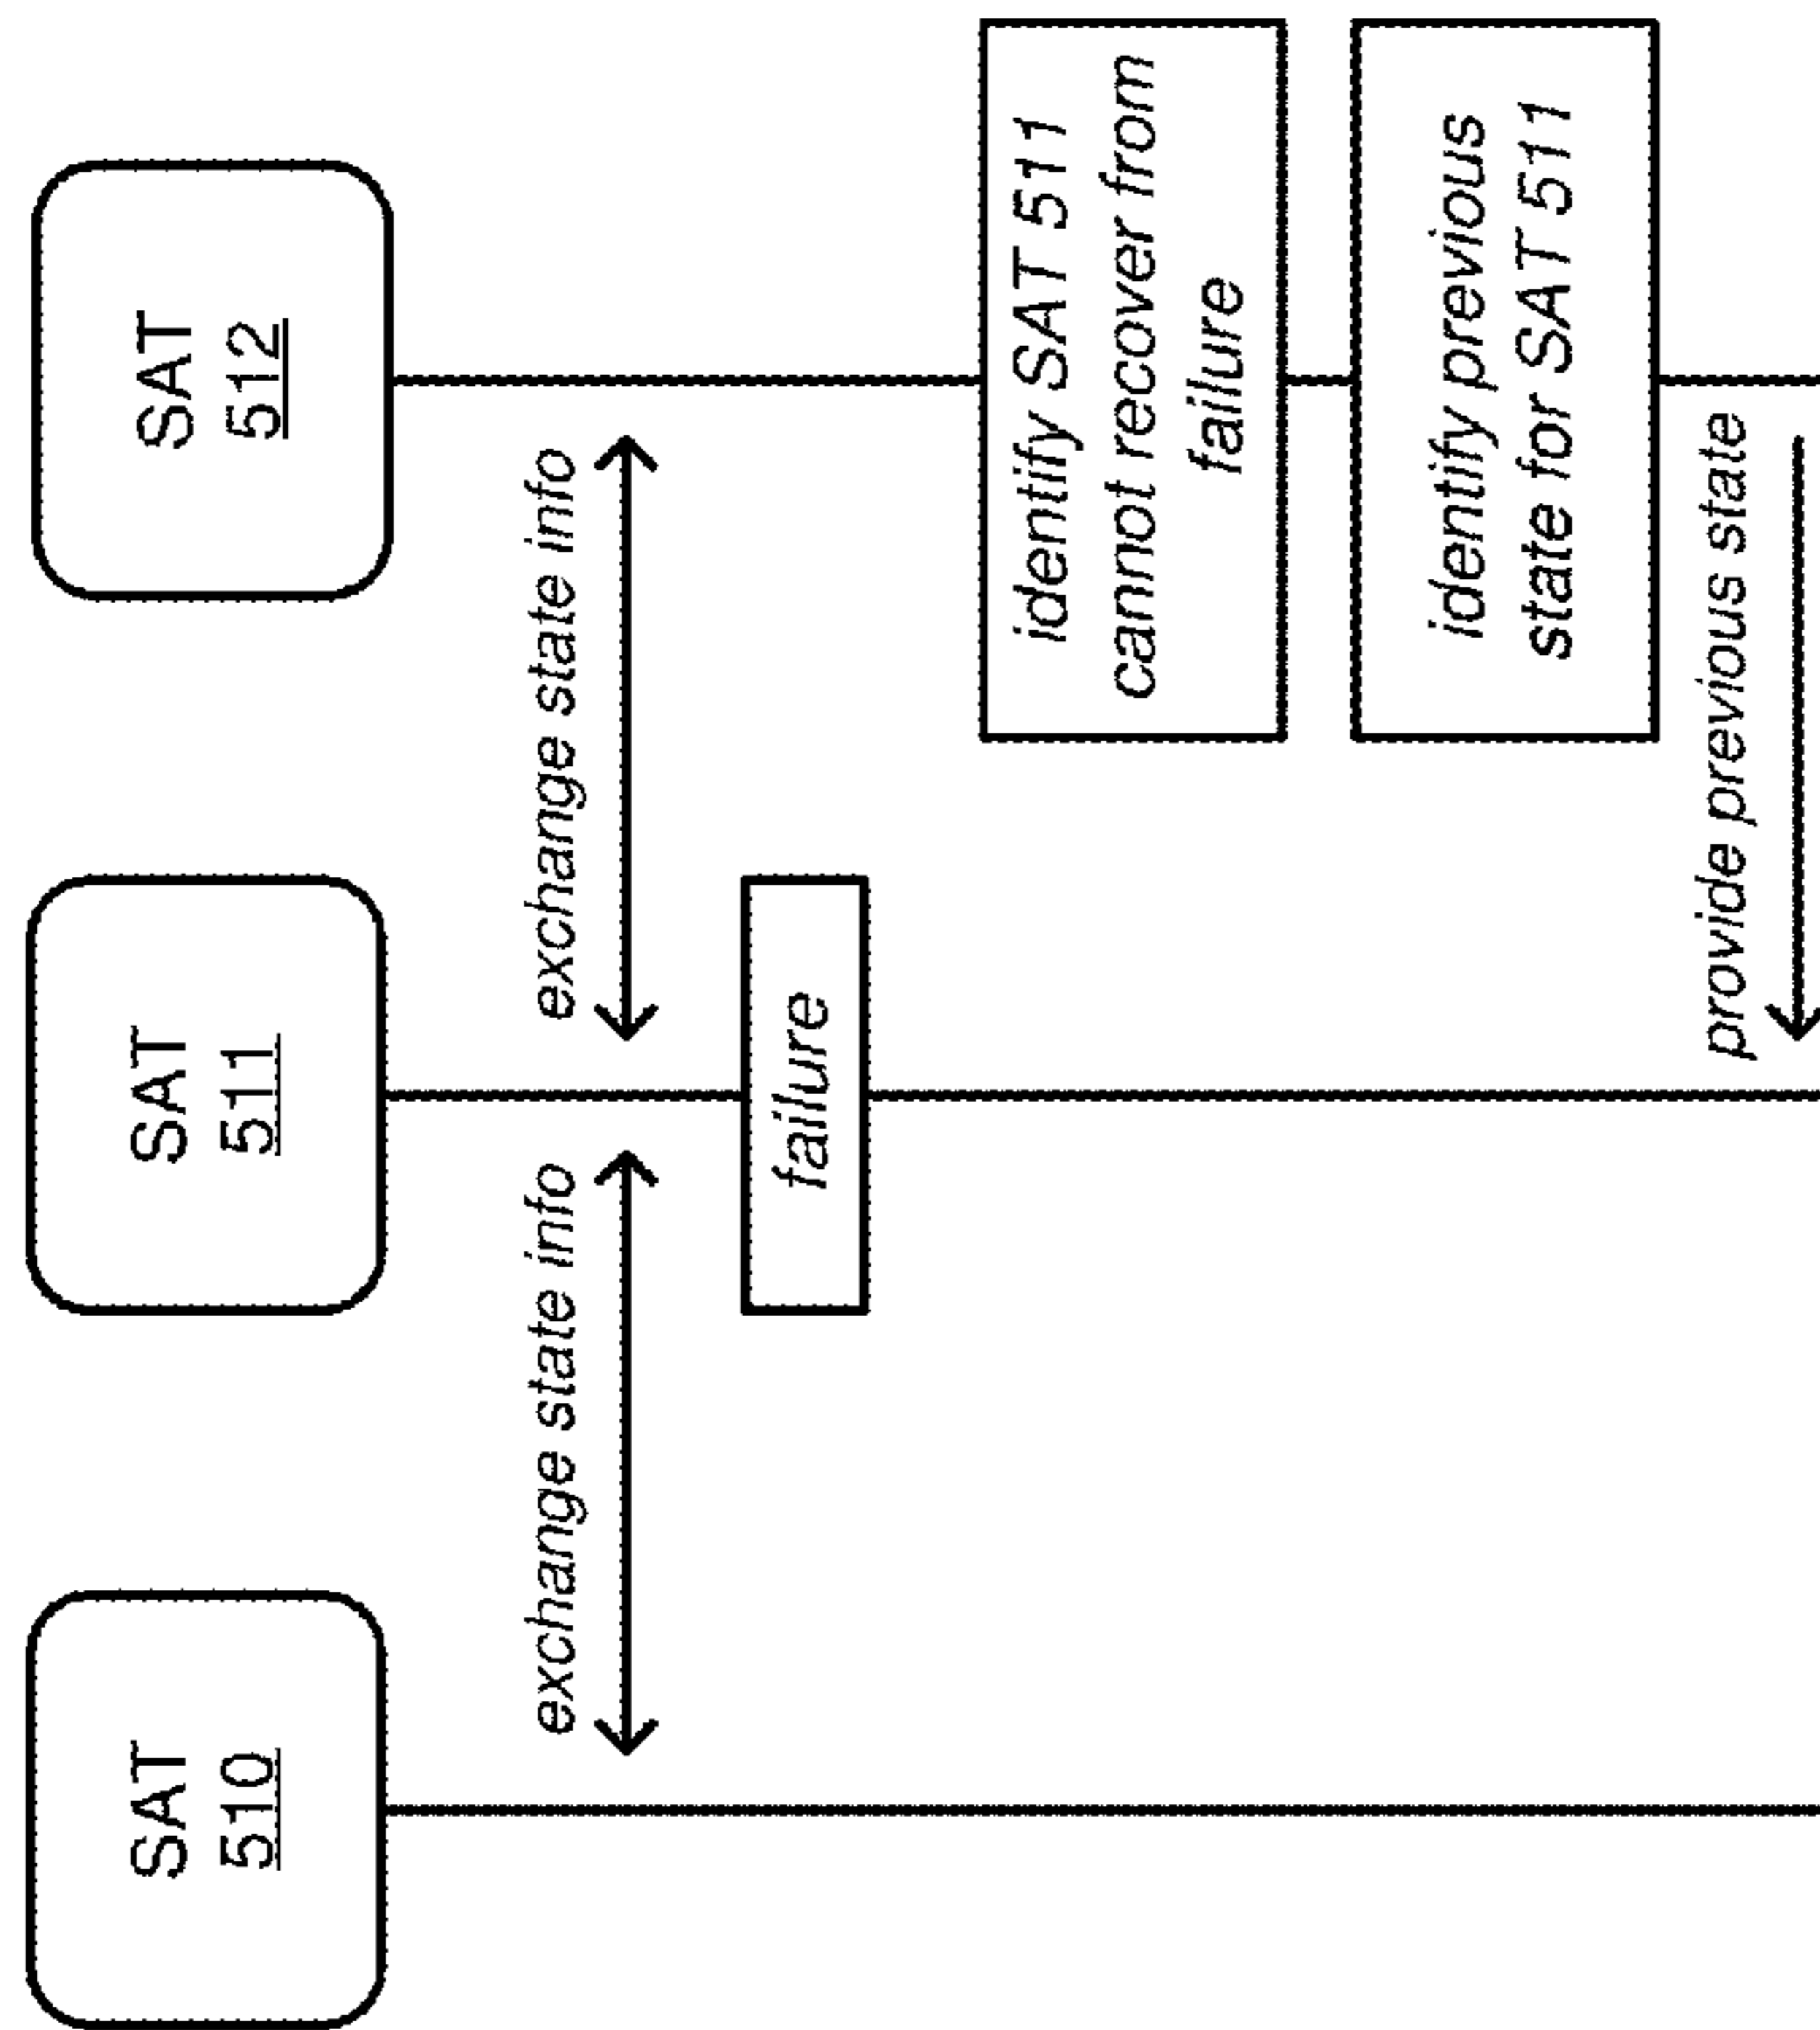 SAT
510
SAT
511
SAT
512
exchange state info
exchange state info
failure
identify SAT 511
cannot recover from
failure
identify previous
state for SAT 511
provide previous state